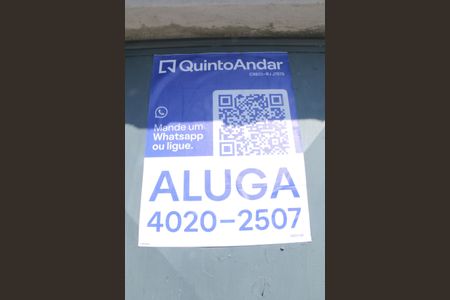 QuintoAndar
Mande um
Whatsapp
ou ligue.
ALUGA
4020-2507